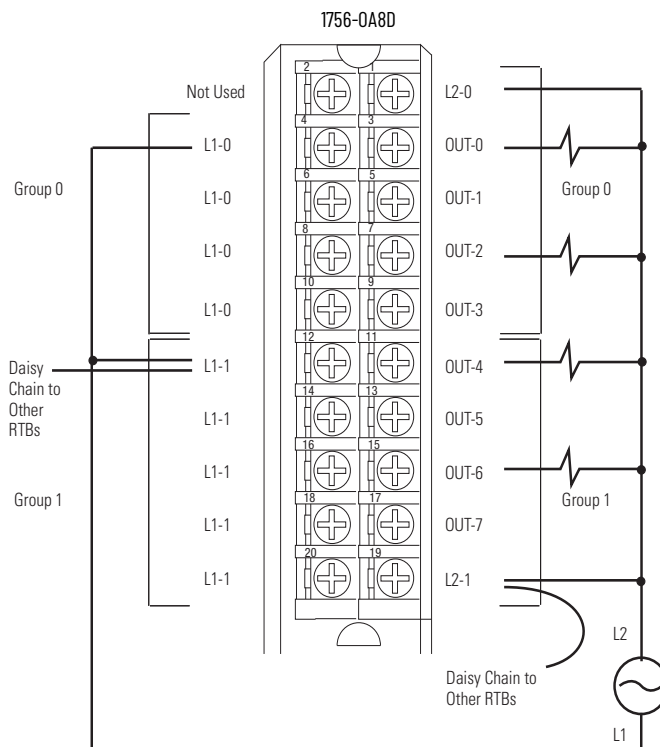 1756-OA8D
2 1
Not Used L2-0
4 3
L1-0 OUT-0
Group 0 Group 0
6 5
L1-0 OUT-1
8 7
L1-0 OUT-2
10 9
L1-0 OUT-3
12 11
Daisy
Chain to
Other
RTBs
L1-1 OUT-4
14 13
L1-1 OUT-5
16 15
L1-1 OUT-6
Group 1 Group 1
18 17
L1-1 OUT-7
20 19
L1-1 L2-1
L2
Daisy Chain to
Other RTBs
L1